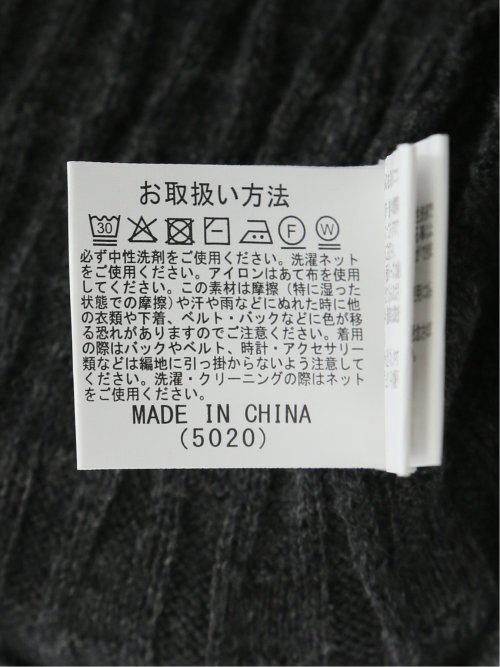 お取扱い方法
30 F W
必ず中性洗剤をご使用ください。洗濯ネット
をご使用ください。アイロンはあて布を使用
してください。この素材は摩擦（特に湿った
状態での摩擦）や汗や雨などにぬれた時に他
の衣類や下着、ベルト・バックなどに色が移
る恐れがありますのでご注意ください。着用
の際はバックやベルト、時計・アクセサリー
類などは編地に引っ掛からないよう注意して
ください。洗濯・クリーニングの際はネット
をご使用ください。
MADE IN CHINA
(5020)